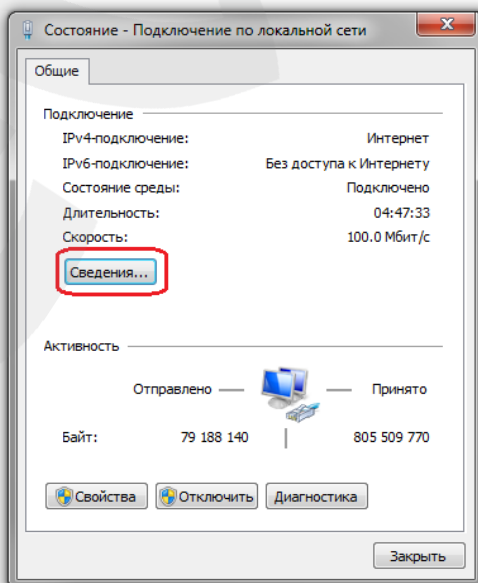 Состояние - Подключение по локальной сети
Общие
Подключение
IPv4-подключение: Интернет
IPv6-подключение: Без доступа к Интернету
Состояние среды: Подключено
Длительность: 04:47:33
Скорость: 100.0 Мбит/с
Сведения...
Активность
Отправлено Принято
Байт: 79 188 140 805 509 770
Свойства Отключить Диагностика
Закрыть